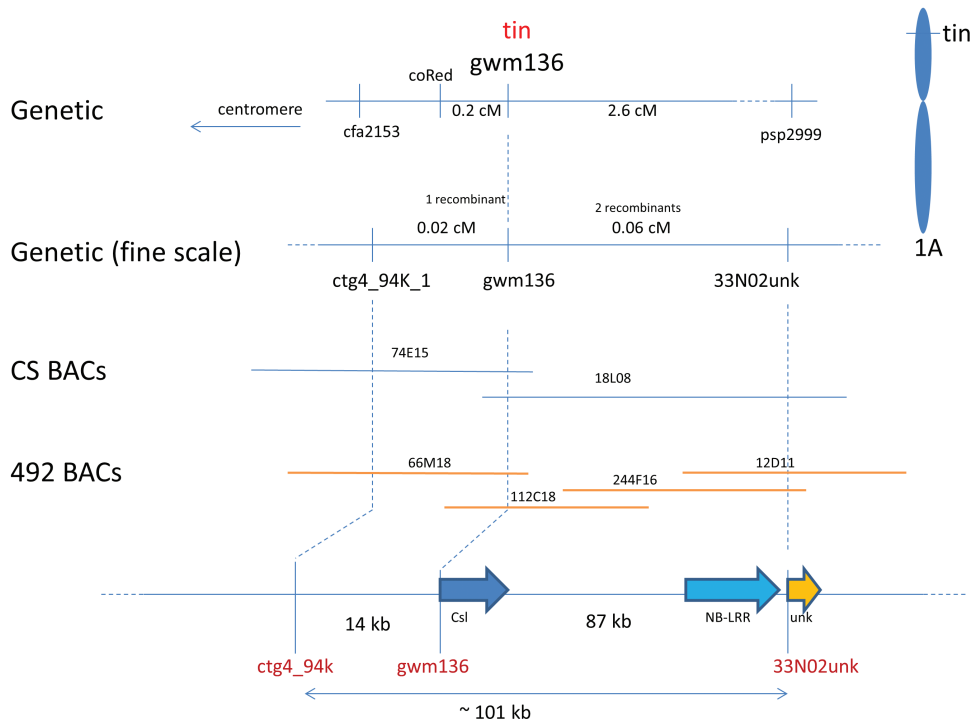 tin
gwm136
tin
coRed
Genetic
centromere
0.2 cM
2.6 cM
cfa2153
psp2999
1 recombinant
2 recombinants
0.02 cM
0.06 cM
Genetic (fine scale)
1A
ctg4_94K_1
gwm136
33N02unk
CS BACs
74E15
18L08
492 BACs
66M18
12D11
244F16
112C18
14 kb
Csl
87 kb
NB-LRR
unk
ctg4_94k
gwm136
33N02unk
~ 101 kb